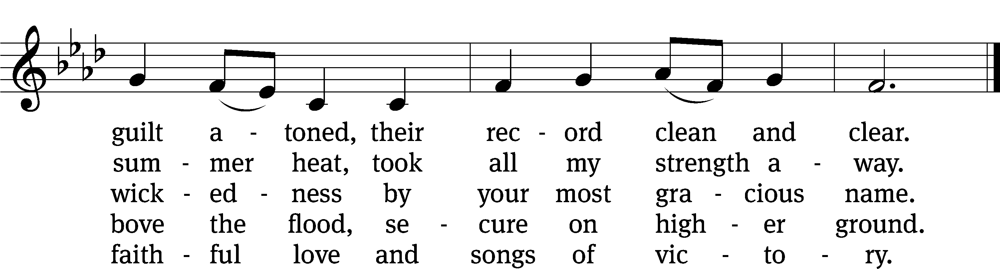 guilt a - toned, their rec - ord clean and clear.
sum - mer heat, took all my strength a - way.
wick - ed - ness by your most gra - cious name.
bove the flood, se - cure on high - er ground.
faith - ful love and songs of vic - to - ry.